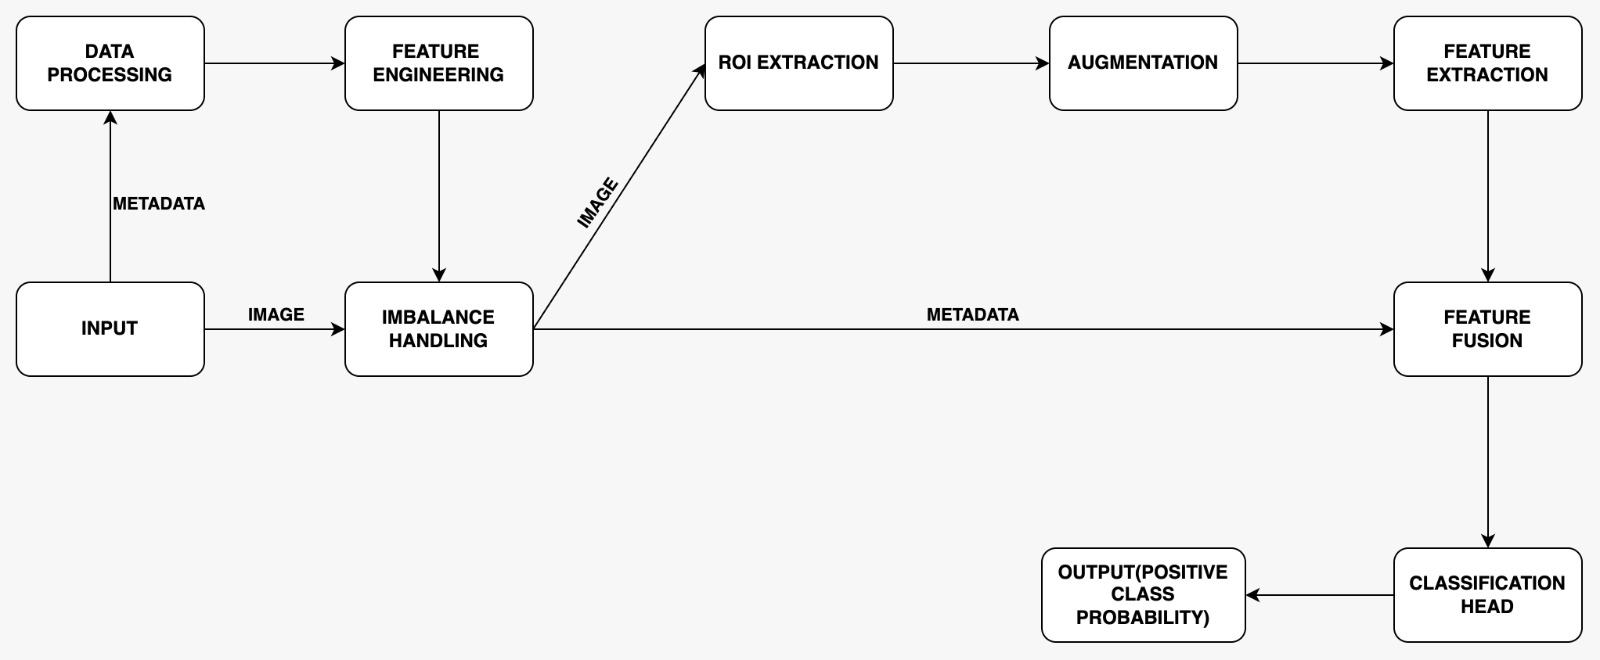 DATA
PROCESSING
FEATURE
ENGINEERING
ROI EXTRACTION
AUGMENTATION
FEATURE
EXTRACTION
METADATA
IMAGE
INPUT
IMAGE
IMBALANCE
HANDLING
METADATA
FEATURE
FUSION
OUTPUT(POSITIVE
CLASS
PROBABILITY)
CLASSIFICATION
HEAD